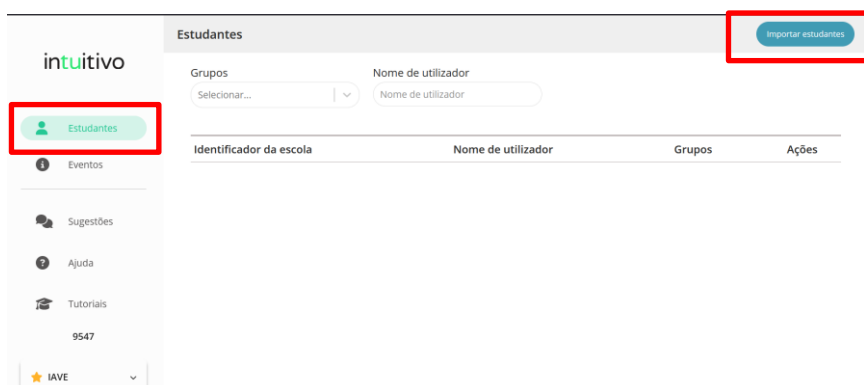 intuitivo
Estudantes
Eventos
Sugestões
Ajuda
Tutoriais
9547
IAVE
Estudantes
Importar estudantes
Grupos
Nome de utilizador
Selecionar...
Nome de utilizador
Identificador da escola
Nome de utilizador
Grupos
Ações